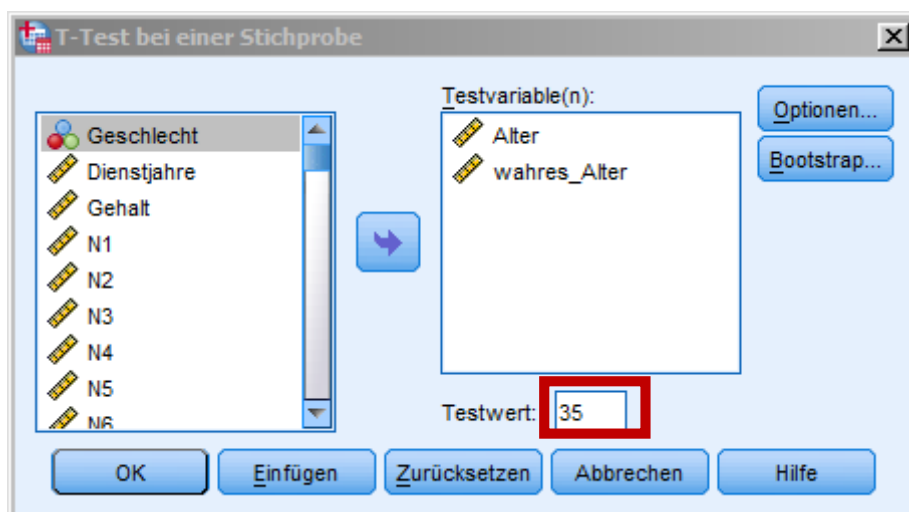 T-Test bei einer Stichprobe
Geschlecht
Dienstjahre
Gehalt
N1
N2
N3
N4
N5
N6
Testvariable(n):
Alter
wahres_Alter
Testwert: 35
Optionen...
Bootstrap...
OK
Einfügen
Zurücksetzen
Abbrechen
Hilfe